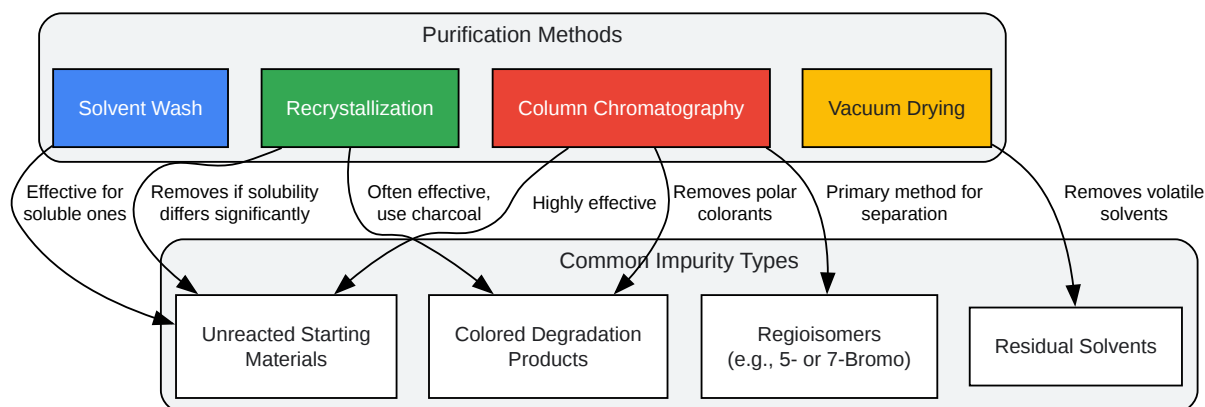 Purification Methods
Solvent Wash
Recrystallization
Column Chromatography
Vacuum Drying
Effective for
soluble ones
Removes if solubility
differs significantly
Often effective,
use charcoal
Highly effective
Removes polar
colorants
Primary method for
separation
Removes volatile
solvents
Common Impurity Types
Unreacted Starting
Materials
Colored Degradation
Products
Regioisomers
(e.g., 5- or 7-Bromo)
Residual Solvents